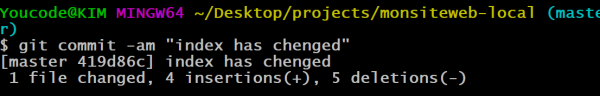 Youcode@KIM MINGW64 ~/Desktop/projects/monsiteweb-local (maste
r)
$ git commit -am "index has chenged"
[master 419d86c] index has chenged
 1 file changed, 4 insertions(+), 5 deletions(-)